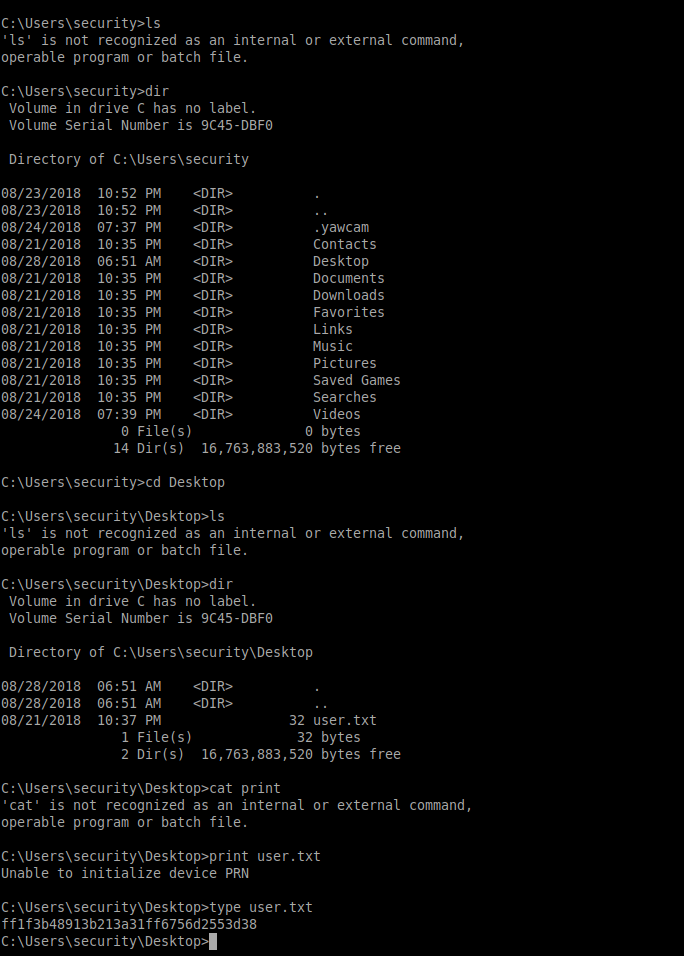 C:\Users\security>ls
'ls' is not recognized as an internal or external command,
operable program or batch file.

C:\Users\security>dir
 Volume in drive C has no label.
 Volume Serial Number is 9C45-DBF0

 Directory of C:\Users\security

08/23/2018  10:52 PM    <DIR>          .
08/23/2018  10:52 PM    <DIR>          ..
08/24/2018  07:37 PM    <DIR>          .yawcam
08/21/2018  10:35 PM    <DIR>          Contacts
08/28/2018  06:51 AM    <DIR>          Desktop
08/21/2018  10:35 PM    <DIR>          Documents
08/21/2018  10:35 PM    <DIR>          Downloads
08/21/2018  10:35 PM    <DIR>          Favorites
08/21/2018  10:35 PM    <DIR>          Links
08/21/2018  10:35 PM    <DIR>          Music
08/21/2018  10:35 PM    <DIR>          Pictures
08/21/2018  10:35 PM    <DIR>          Saved Games
08/21/2018  10:35 PM    <DIR>          Searches
08/24/2018  07:39 PM    <DIR>          Videos
               0 File(s)              0 bytes
              14 Dir(s)  16,763,883,520 bytes free

C:\Users\security>cd Desktop

C:\Users\security\Desktop>ls
'ls' is not recognized as an internal or external command,
operable program or batch file.

C:\Users\security\Desktop>dir
 Volume in drive C has no label.
 Volume Serial Number is 9C45-DBF0

 Directory of C:\Users\security\Desktop

08/28/2018  06:51 AM    <DIR>          .
08/28/2018  06:51 AM    <DIR>          ..
08/21/2018  10:37 PM                32 user.txt
               1 File(s)             32 bytes
               2 Dir(s)  16,763,883,520 bytes free

C:\Users\security\Desktop>cat print
'cat' is not recognized as an internal or external command,
operable program or batch file.

C:\Users\security\Desktop>print user.txt
Unable to initialize device PRN

C:\Users\security\Desktop>type user.txt
ff1f3b48913b213a31ff6756d2553d38
C:\Users\security\Desktop>